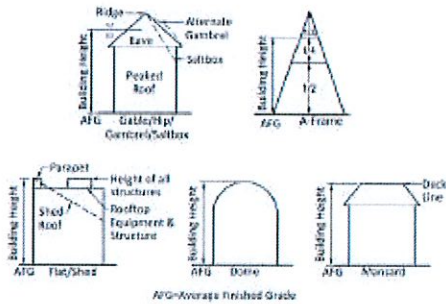 Ridge
Alternate
Gambrel
Eave
Saltbox
Building Height
Peaked
Roof
AFG
Gable/Hip/
Gambrel/Saltbox
Building Height
1/4
1/2
AFG
A-Frame
Parapet
Height of all
structures
Building Height
Shed
Roof
Rooftop
Equipment &
Structure
AFG
Flat/Shed
Building Height
AFG
Dome
Deck
Line
Building Height
AFG
Mansard
AFG=Average Finished Grade